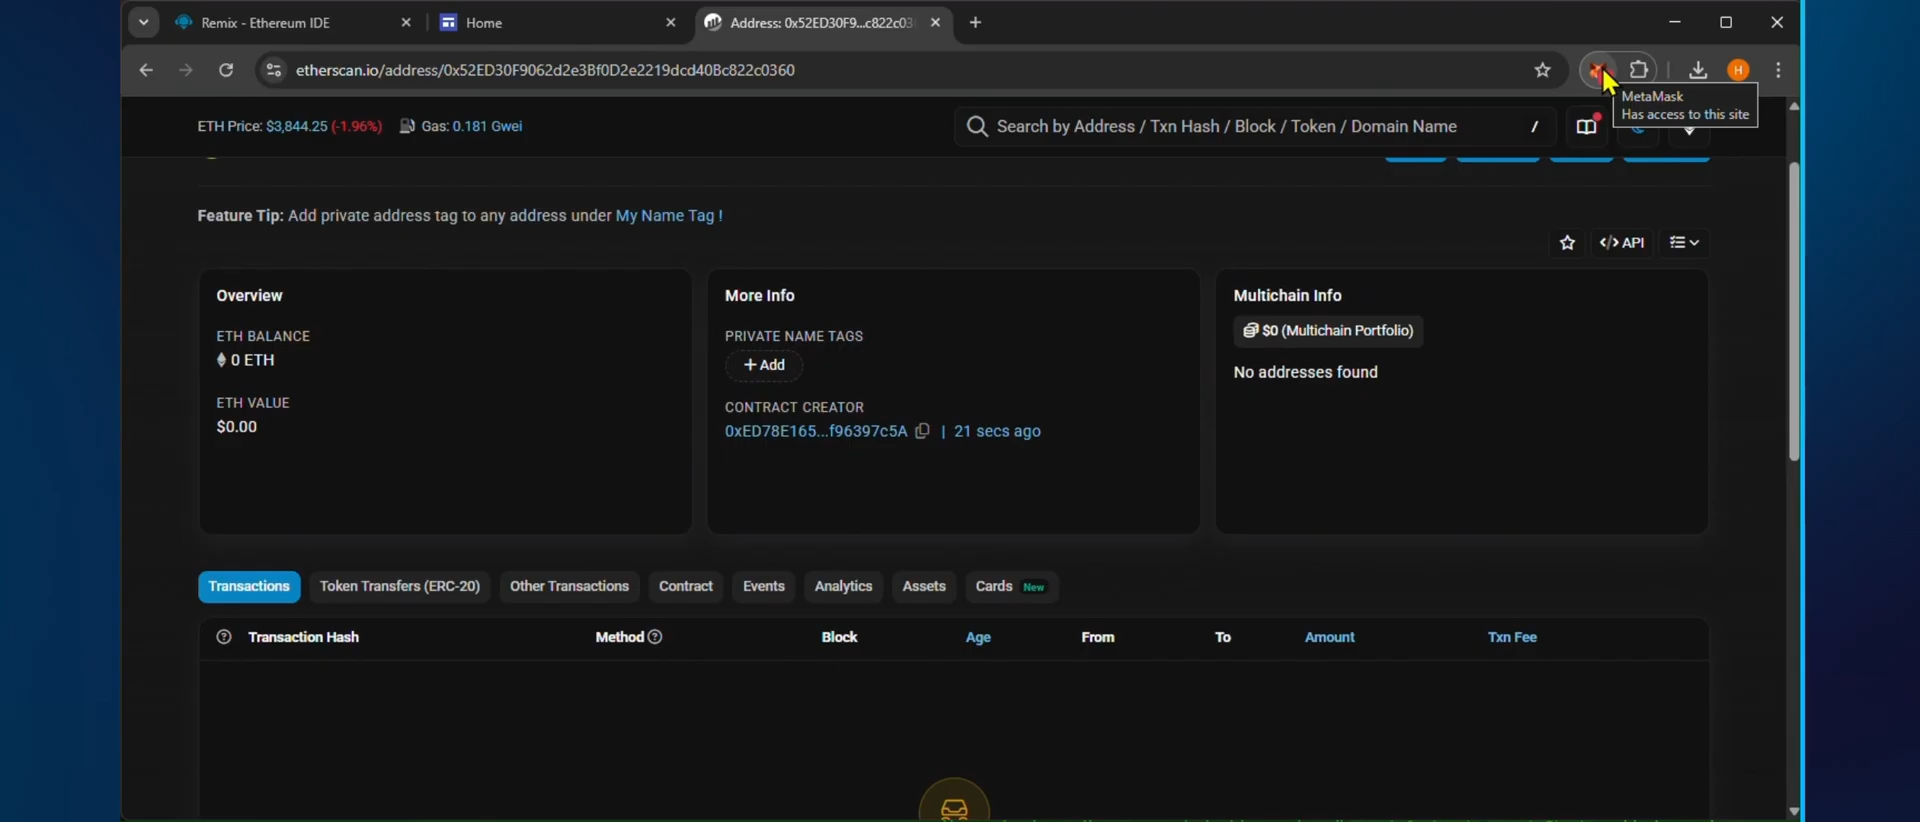 Remix - Ethereum IDE
Home
Address: 0x52ED30F9...c822c03
etherscan.io/address/0x52ED30F9062d2e3Bf0D2e2219dcd40Bc822c0360
H
MetaMask
Has access to this site
ETH Price: $3,844.25 (-1.96%) Gas: 0.181 Gwei
Search by Address / Txn Hash / Block / Token / Domain Name /
Feature Tip: Add private address tag to any address under My Name Tag !
</> API
Overview
ETH BALANCE
0 ETH
ETH VALUE
$0.00
More Info
PRIVATE NAME TAGS
+ Add
CONTRACT CREATOR
0xED78E165...f96397c5A | 21 secs ago
Multichain Info
$0 (Multichain Portfolio)
No addresses found
Transactions Token Transfers (ERC-20) Other Transactions Contract Events Analytics Assets Cards New
Transaction Hash Method Block Age From To Amount Txn Fee